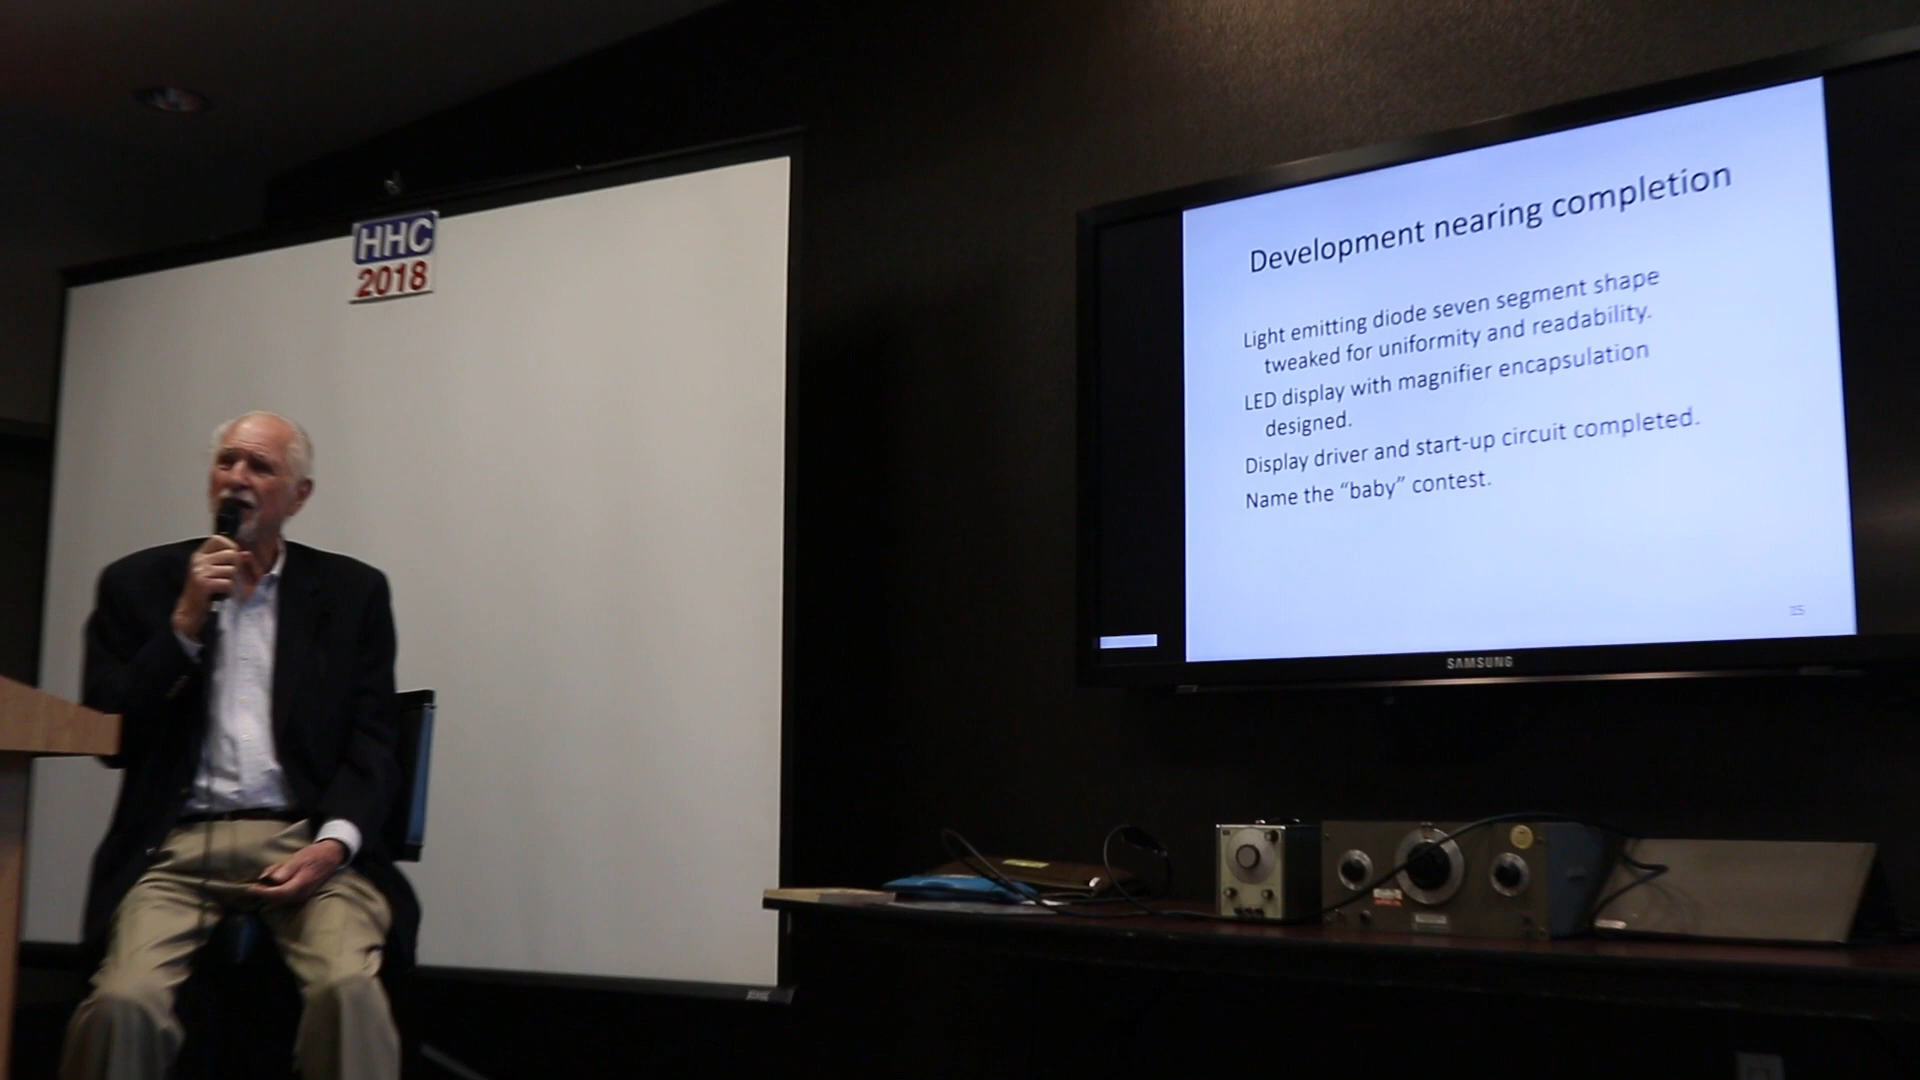 HHC
2018
Development nearing completion
Light emitting diode seven segment shape
tweaked for uniformity and readability.
LED display with magnifier encapsulation
designed.
Display driver and start-up circuit completed.
Name the “baby” contest.
SAMSUNG